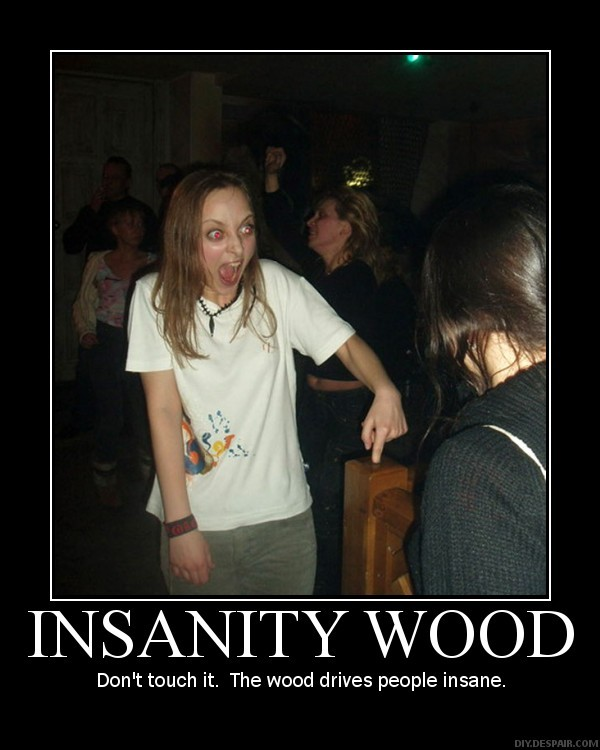 INSANITY WOOD
Don't touch it.  The wood drives people insane.
DIY.DESPAIR.COM